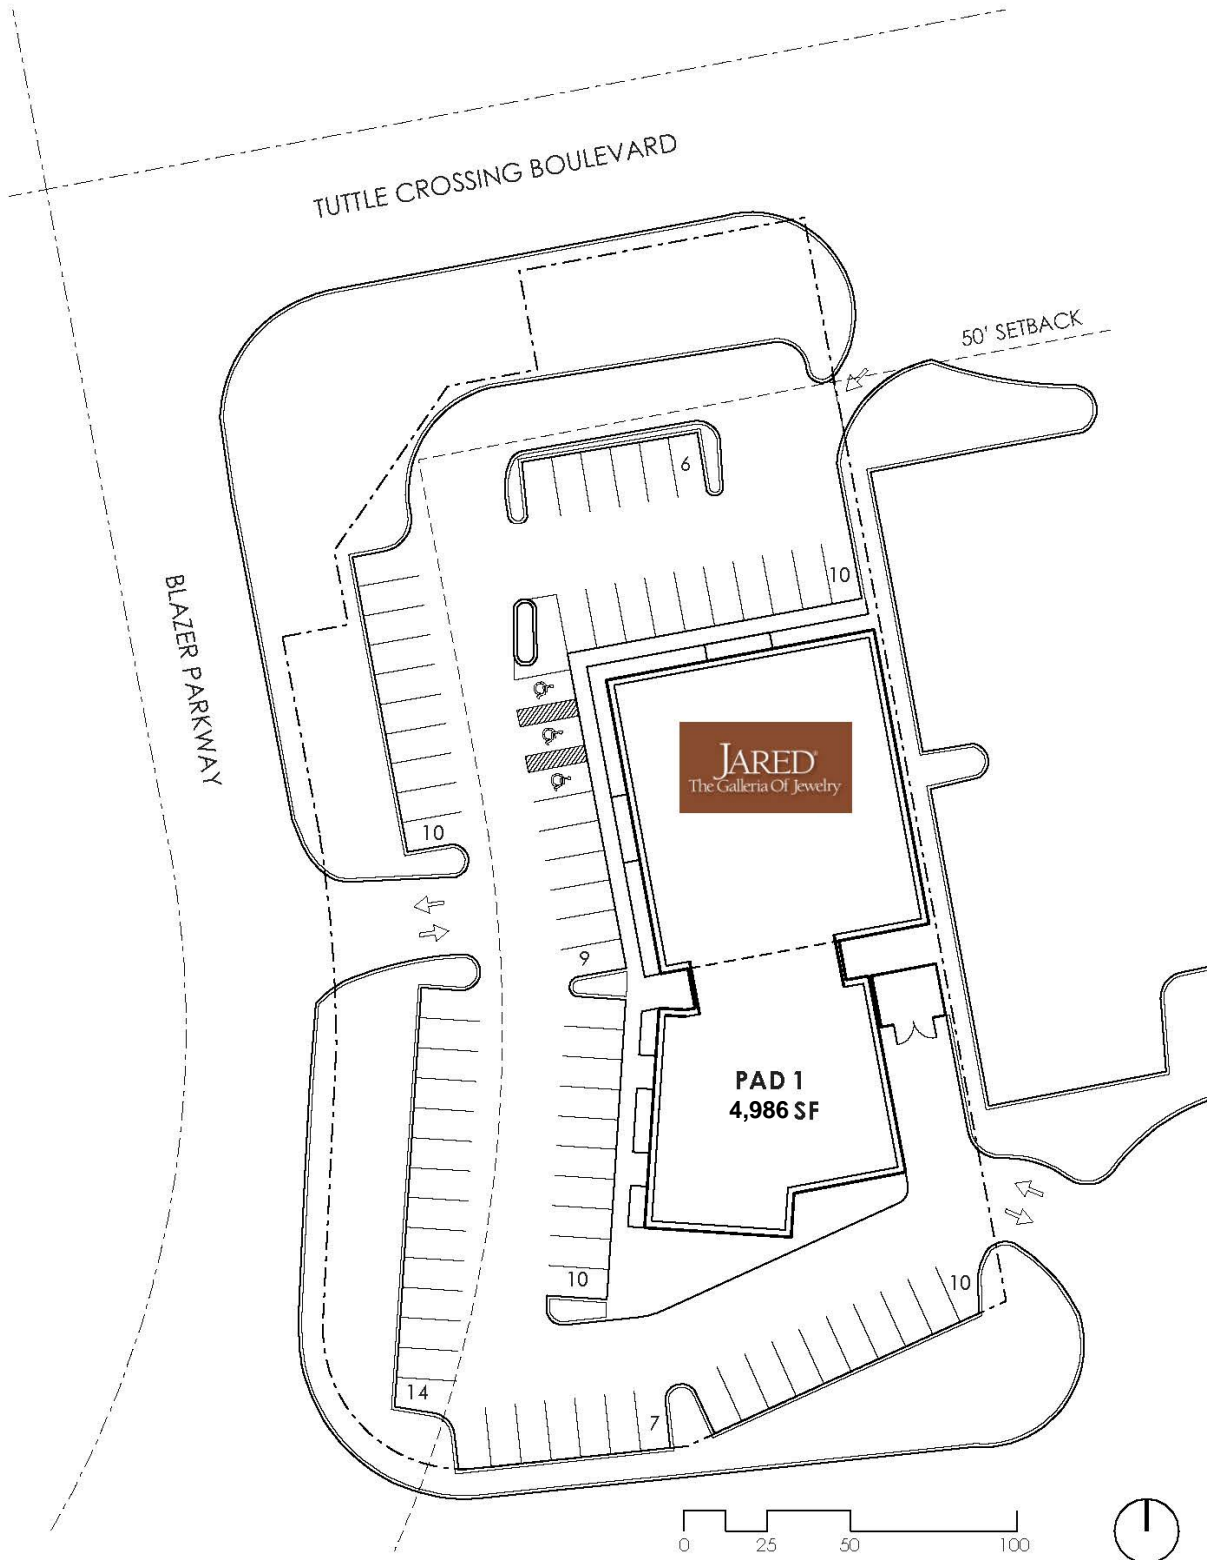 TUTTLE CROSSING BOULEVARD
50' SETBACK
6
10
BLAZER PARKWAY
JARED®
The Galleria Of Jewelry
10
9
PAD 1
4,986 SF
10
10
14
7
0 25 50 100